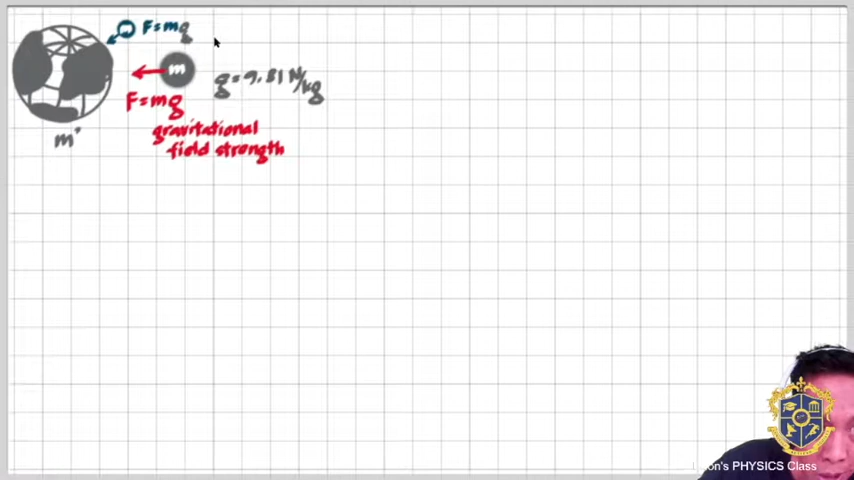 F=mg
m
g=9.81 N/kg
F=mg
gravitational
field strength
m
's PHYSICS Class